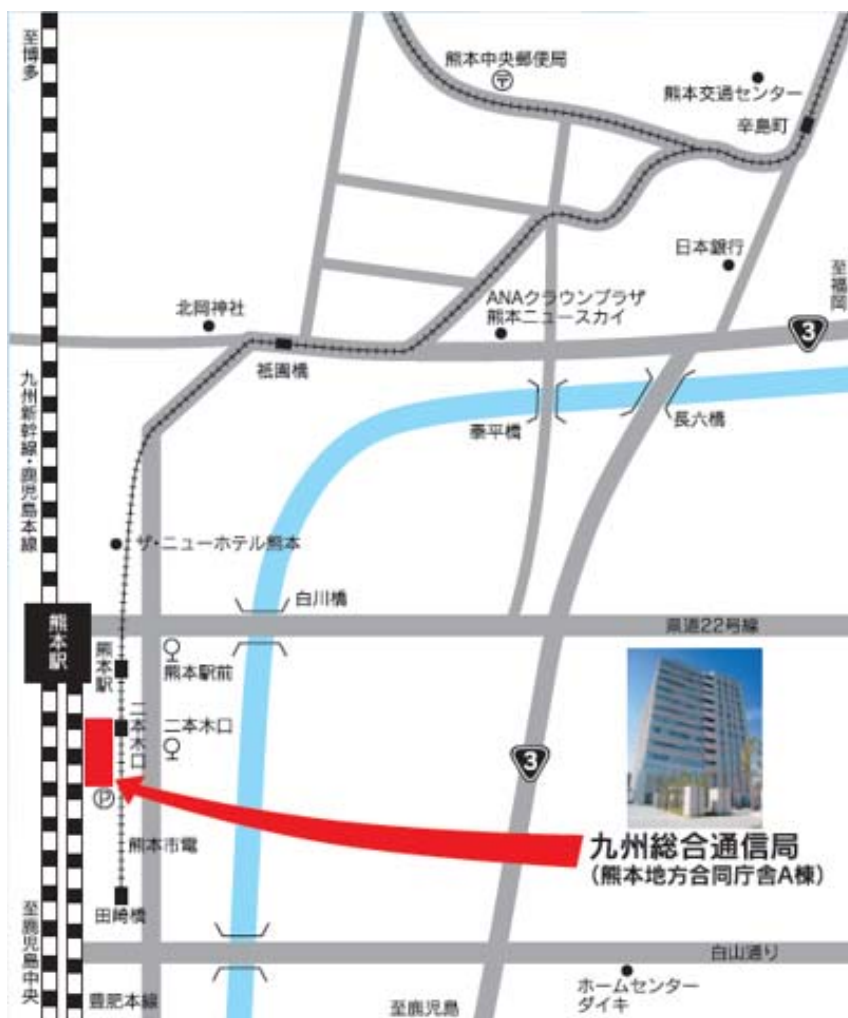 至博多
熊本中央郵便局
熊本交通センター
辛島町
日本銀行
至福岡
ANAクラウンプラザ
熊本ニュースカイ
3
北岡神社
祇園橋
九州新幹線・鹿児島本線
泰平橋
長六橋
ザ・ニューホテル熊本
白川橋
県道22号線
熊本駅
熊本駅
熊本駅前
二本木口
二本木口
3
P
九州総合通信局
(熊本地方合同庁舎A棟)
熊本市電
田崎橋
至鹿児島中央
白山通り
ホームセンター
ダイキ
豊肥本線
至鹿児島